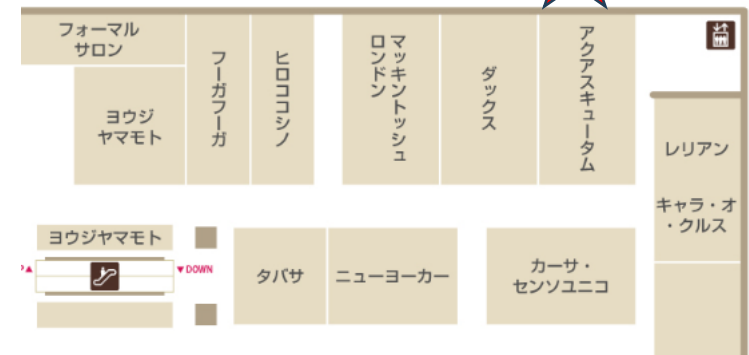 フォーマル
サロン
ヨウジ
ヤマモト
フーガフーガ
ヒロココシノ
マッキントッシュ
ロンドン
ダックス
アクアスキュータム
レリアン
キャラ・オ
・クルス
ヨウジヤマモト
▲
▼DOWN
タバサ
ニューヨーカー
カーサ・
センソユニコ